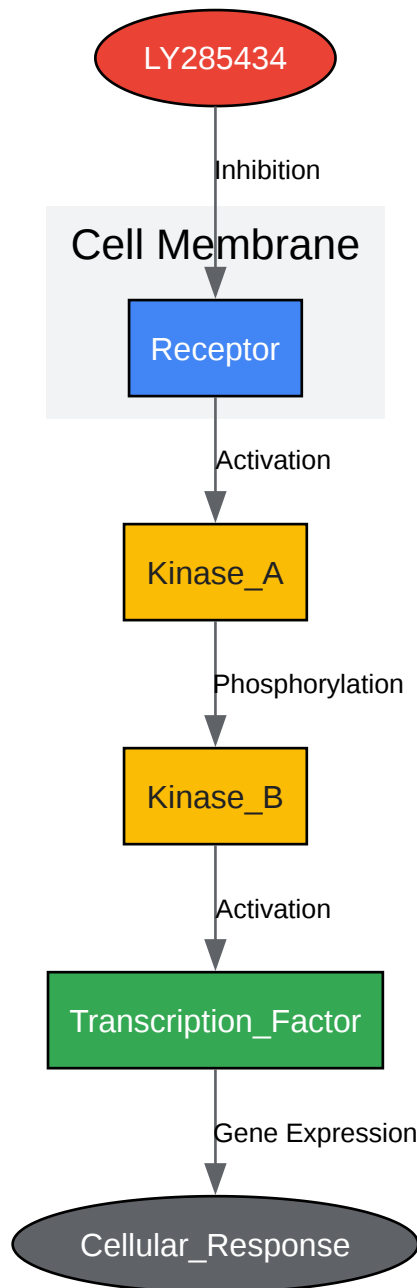 LY285434
Inhibition
Cell Membrane
Receptor
Activation
Kinase_A
Phosphorylation
Kinase_B
Activation
Transcription_Factor
Gene Expression
Cellular_Response